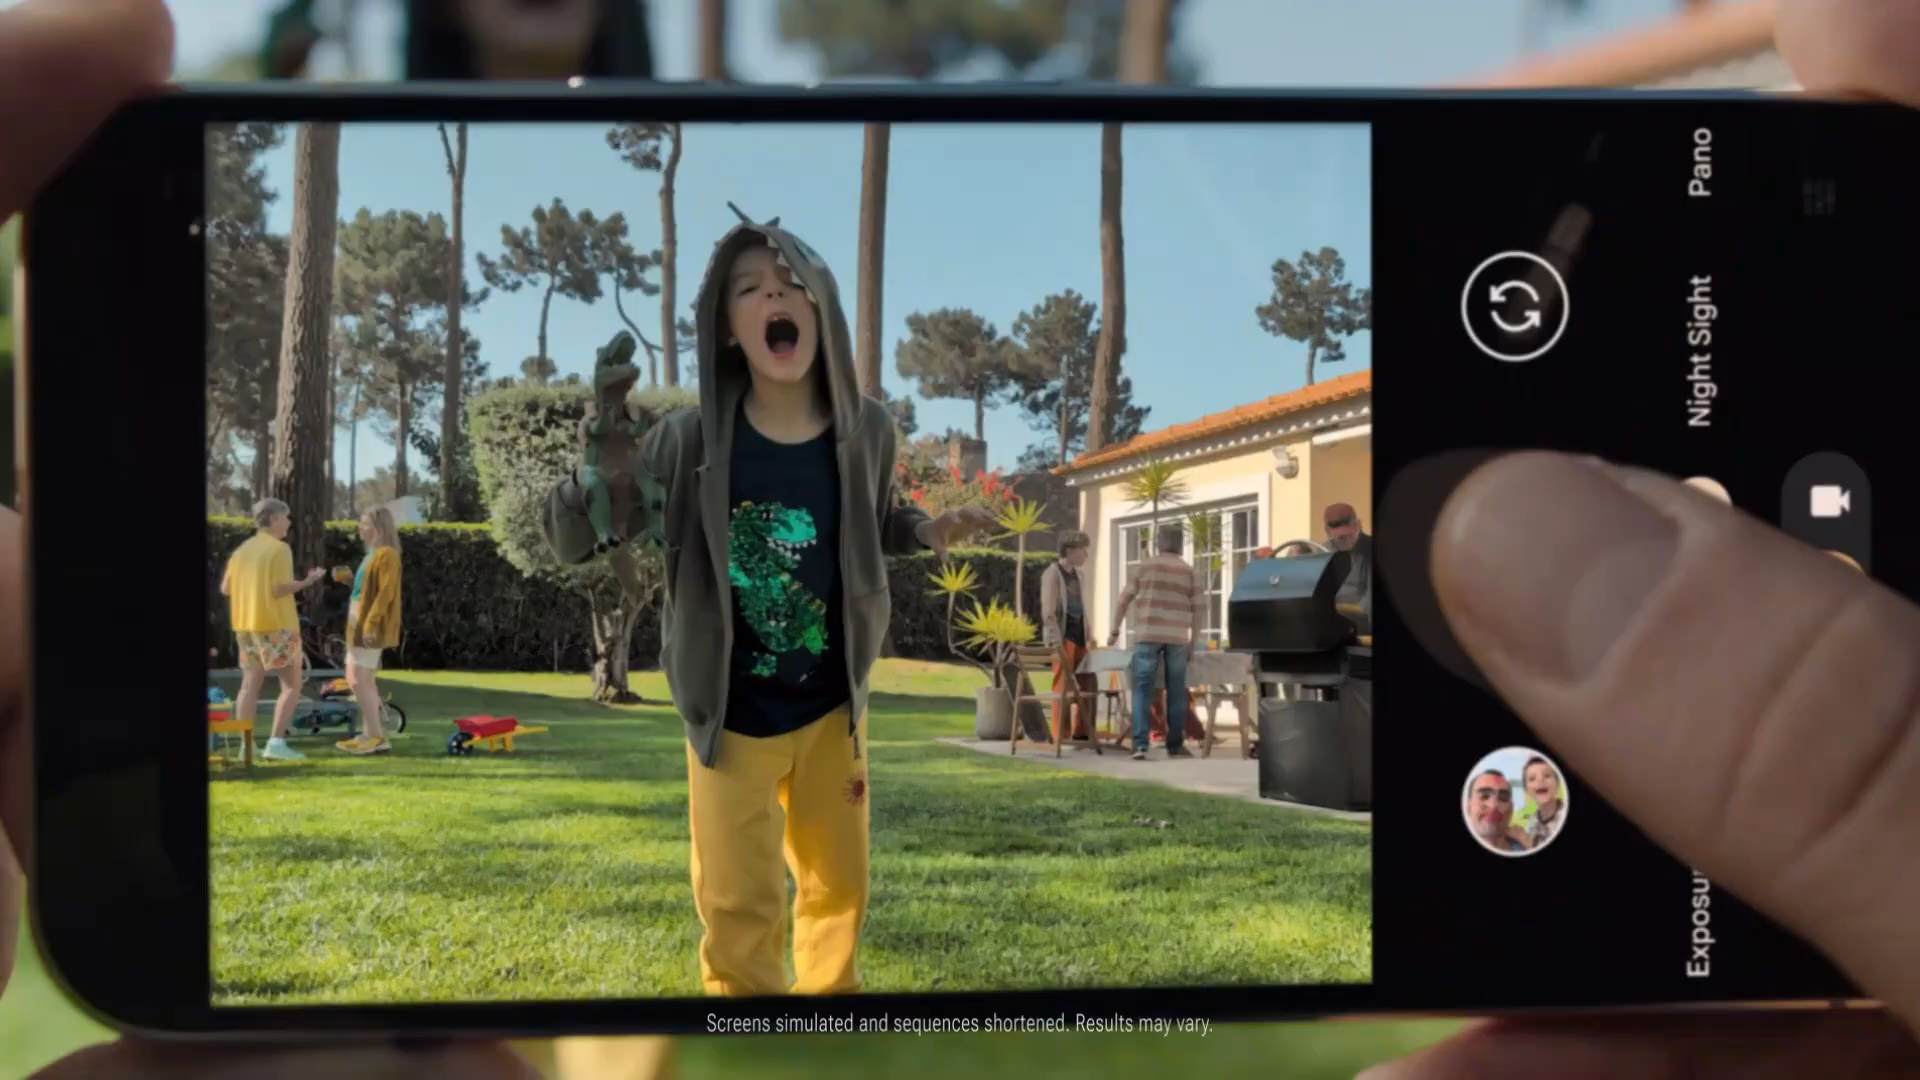 Pano
Night Sight
Exposu
Screens simulated and sequences shortened. Results may vary.